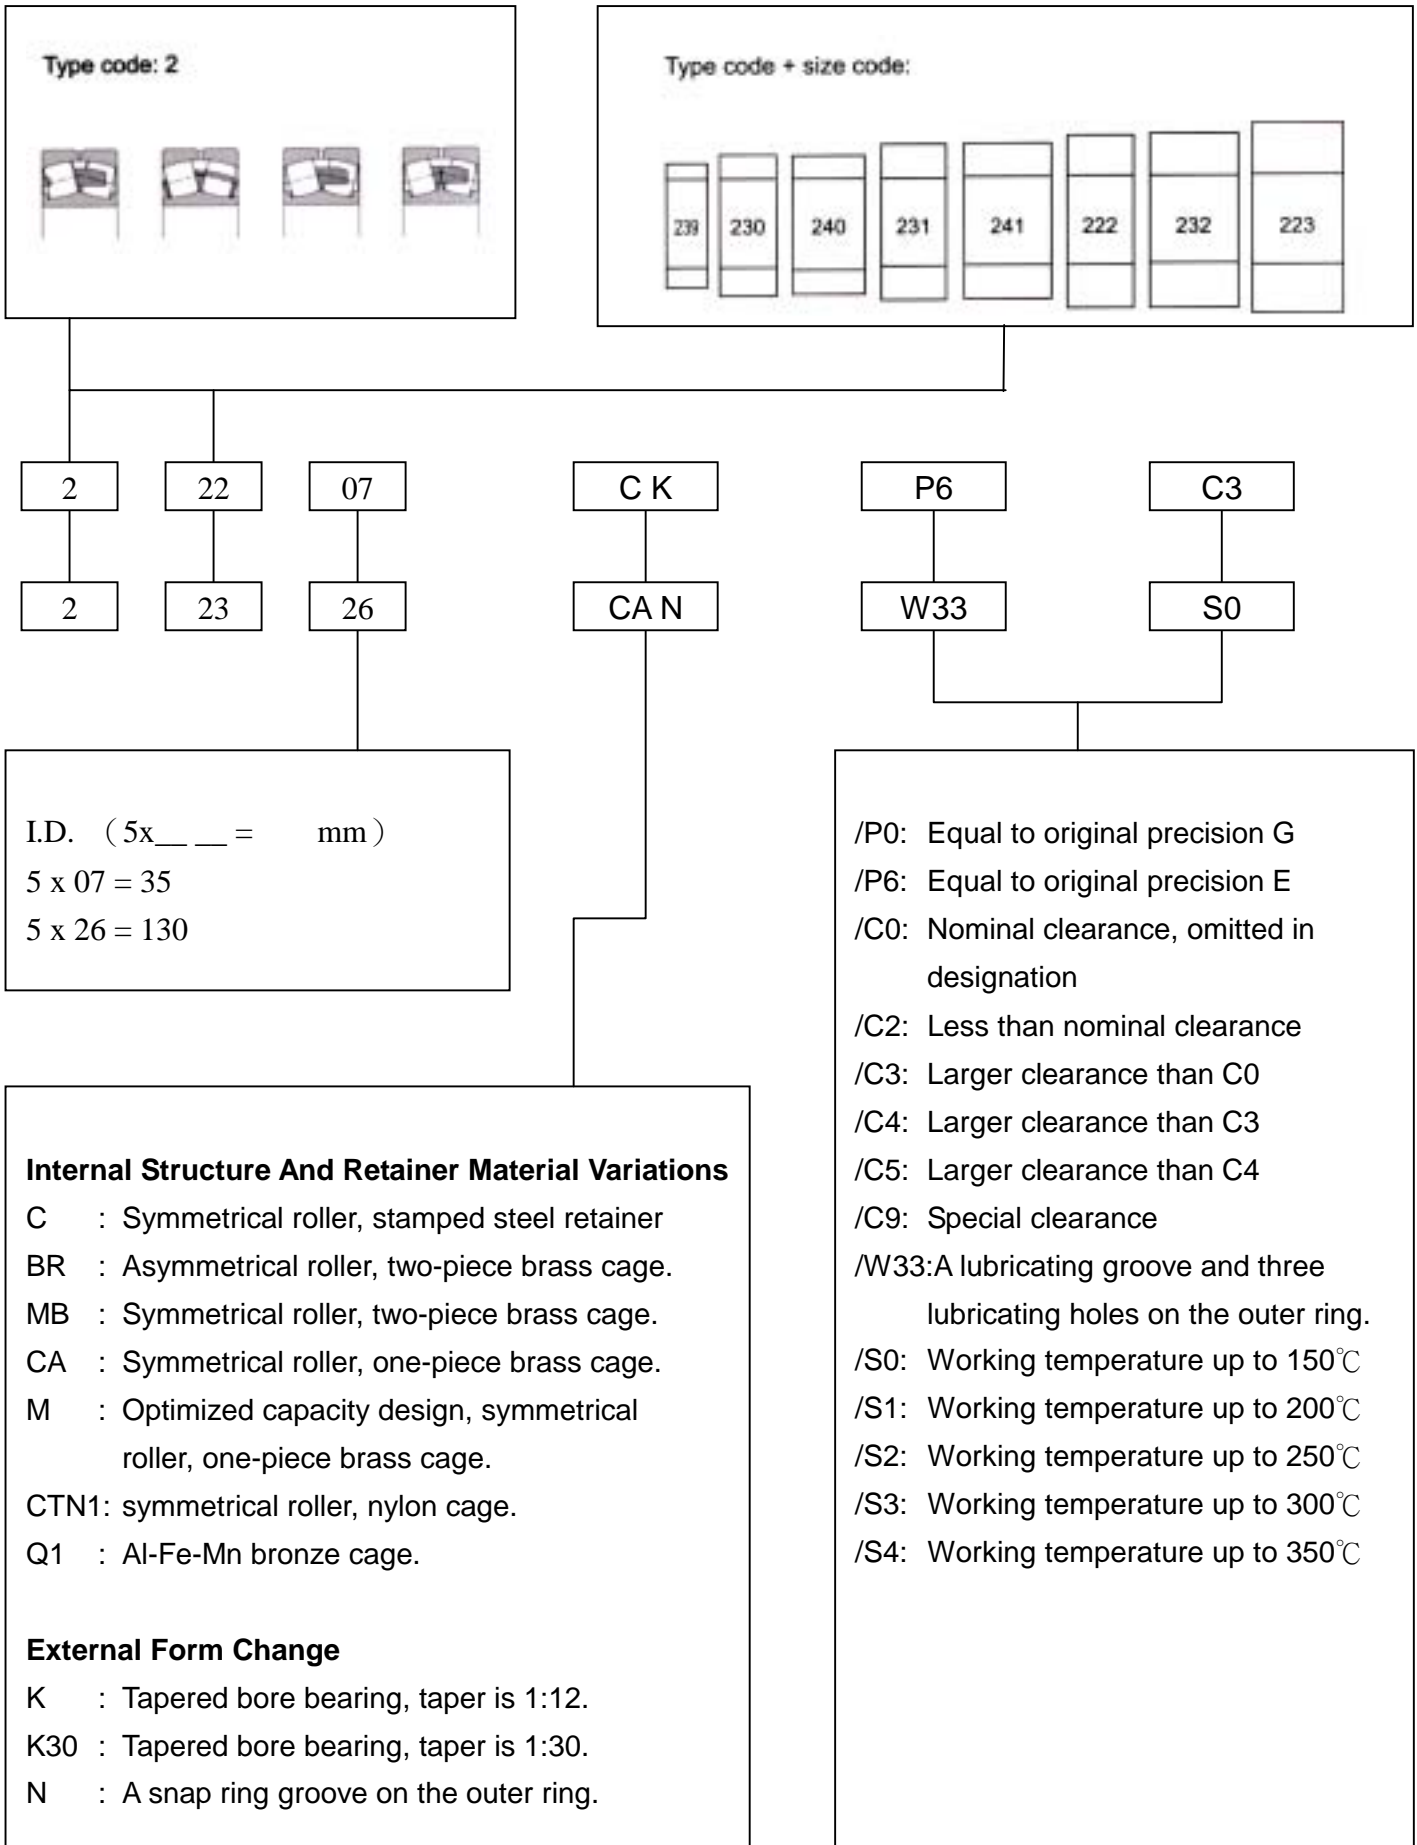 Type code: 2
Type code + size code:
239 230 240 231 241 222 232 223
2 22 07 C K P6 C3
2 23 26 CA N W33 S0
I.D. （5x__ __ = mm）
5 x 07 = 35
5 x 26 = 130
Internal Structure And Retainer Material Variations
C : Symmetrical roller, stamped steel retainer
BR : Asymmetrical roller, two-piece brass cage.
MB : Symmetrical roller, two-piece brass cage.
CA : Symmetrical roller, one-piece brass cage.
M : Optimized capacity design, symmetrical
roller, one-piece brass cage.
CTN1: symmetrical roller, nylon cage.
Q1 : Al-Fe-Mn bronze cage.
External Form Change
K : Tapered bore bearing, taper is 1:12.
K30 : Tapered bore bearing, taper is 1:30.
N : A snap ring groove on the outer ring.
/P0: Equal to original precision G
/P6: Equal to original precision E
/C0: Nominal clearance, omitted in
designation
/C2: Less than nominal clearance
/C3: Larger clearance than C0
/C4: Larger clearance than C3
/C5: Larger clearance than C4
/C9: Special clearance
/W33:A lubricating groove and three
lubricating holes on the outer ring.
/S0: Working temperature up to 150℃
/S1: Working temperature up to 200℃
/S2: Working temperature up to 250℃
/S3: Working temperature up to 300℃
/S4: Working temperature up to 350℃